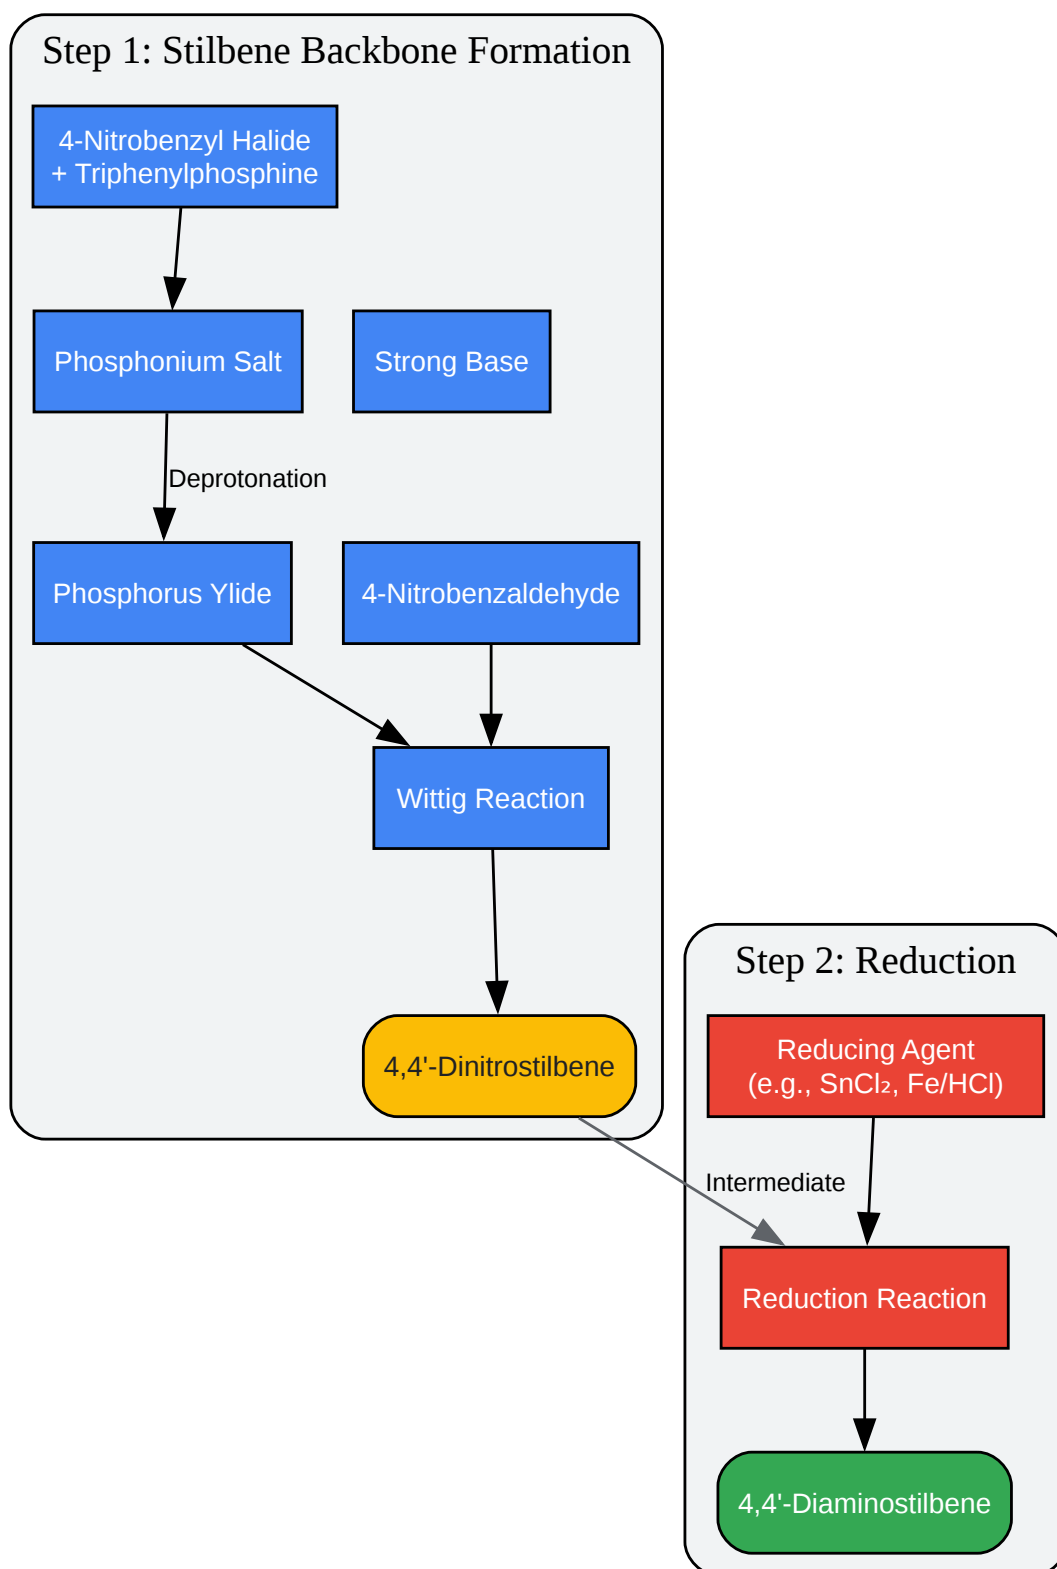 Step 1: Stilbene Backbone Formation
4-Nitrobenzyl Halide
+ Triphenylphosphine
Phosphonium Salt
Strong Base
Deprotonation
Phosphorus Ylide
4-Nitrobenzaldehyde
Wittig Reaction
4,4'-Dinitrostilbene
Step 2: Reduction
Reducing Agent
(e.g., SnCl₂, Fe/HCl)
Intermediate
Reduction Reaction
4,4'-Diaminostilbene